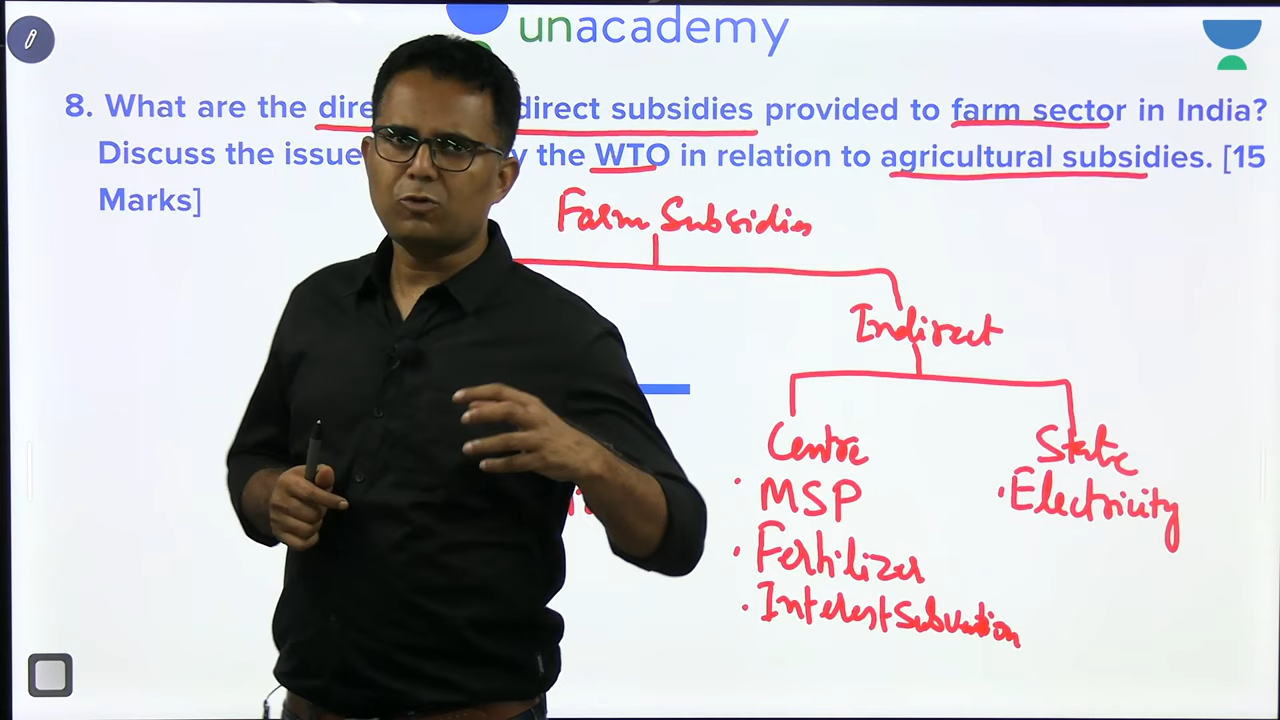 unacademy
8. What are the dire direct subsidies provided to farm sector in India?
Discuss the issue y the WTO in relation to agricultural subsidies. [15
Marks]
Farm Subsidies
Indirect
Centre State
· MSP · Electricity
· Fertilizer
· Interest Subvention